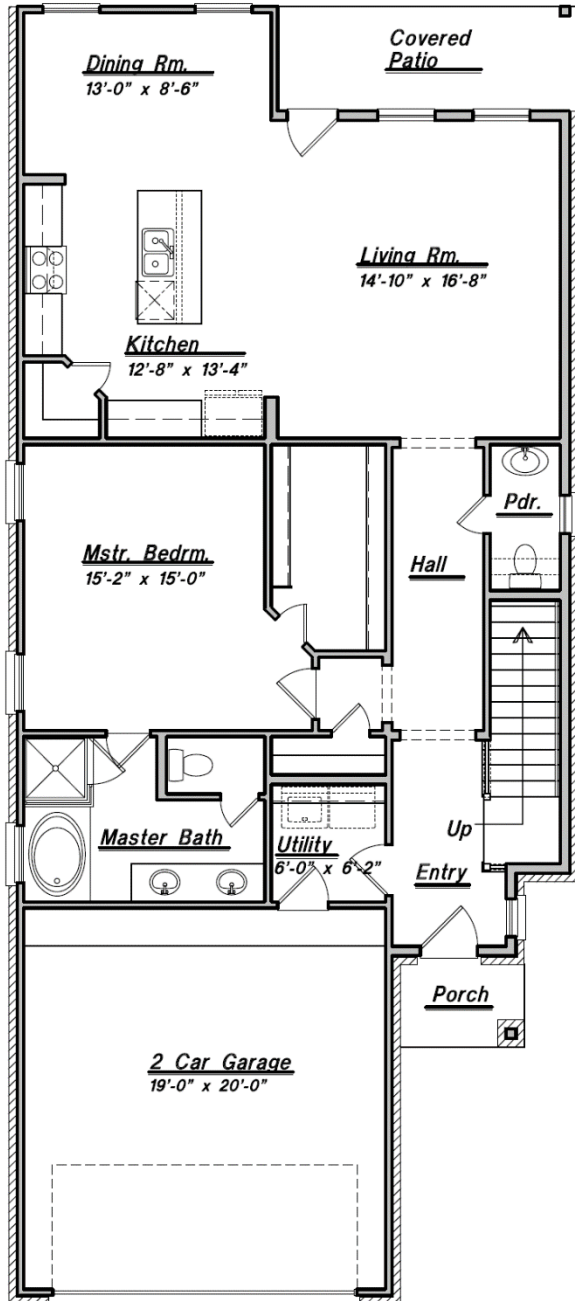 Covered
Patio
Dining Rm.
13'-0" x 8'-6"
Living Rm.
14'-10" x 16'-8"
Kitchen
12'-8" x 13'-4"
Pdr.
Mstr. Bedrm.
15'-2" x 15'-0"
Hall
Up
Master Bath
Utility
6'-0" x 6'-2"
Entry
Porch
2 Car Garage
19'-0" x 20'-0"